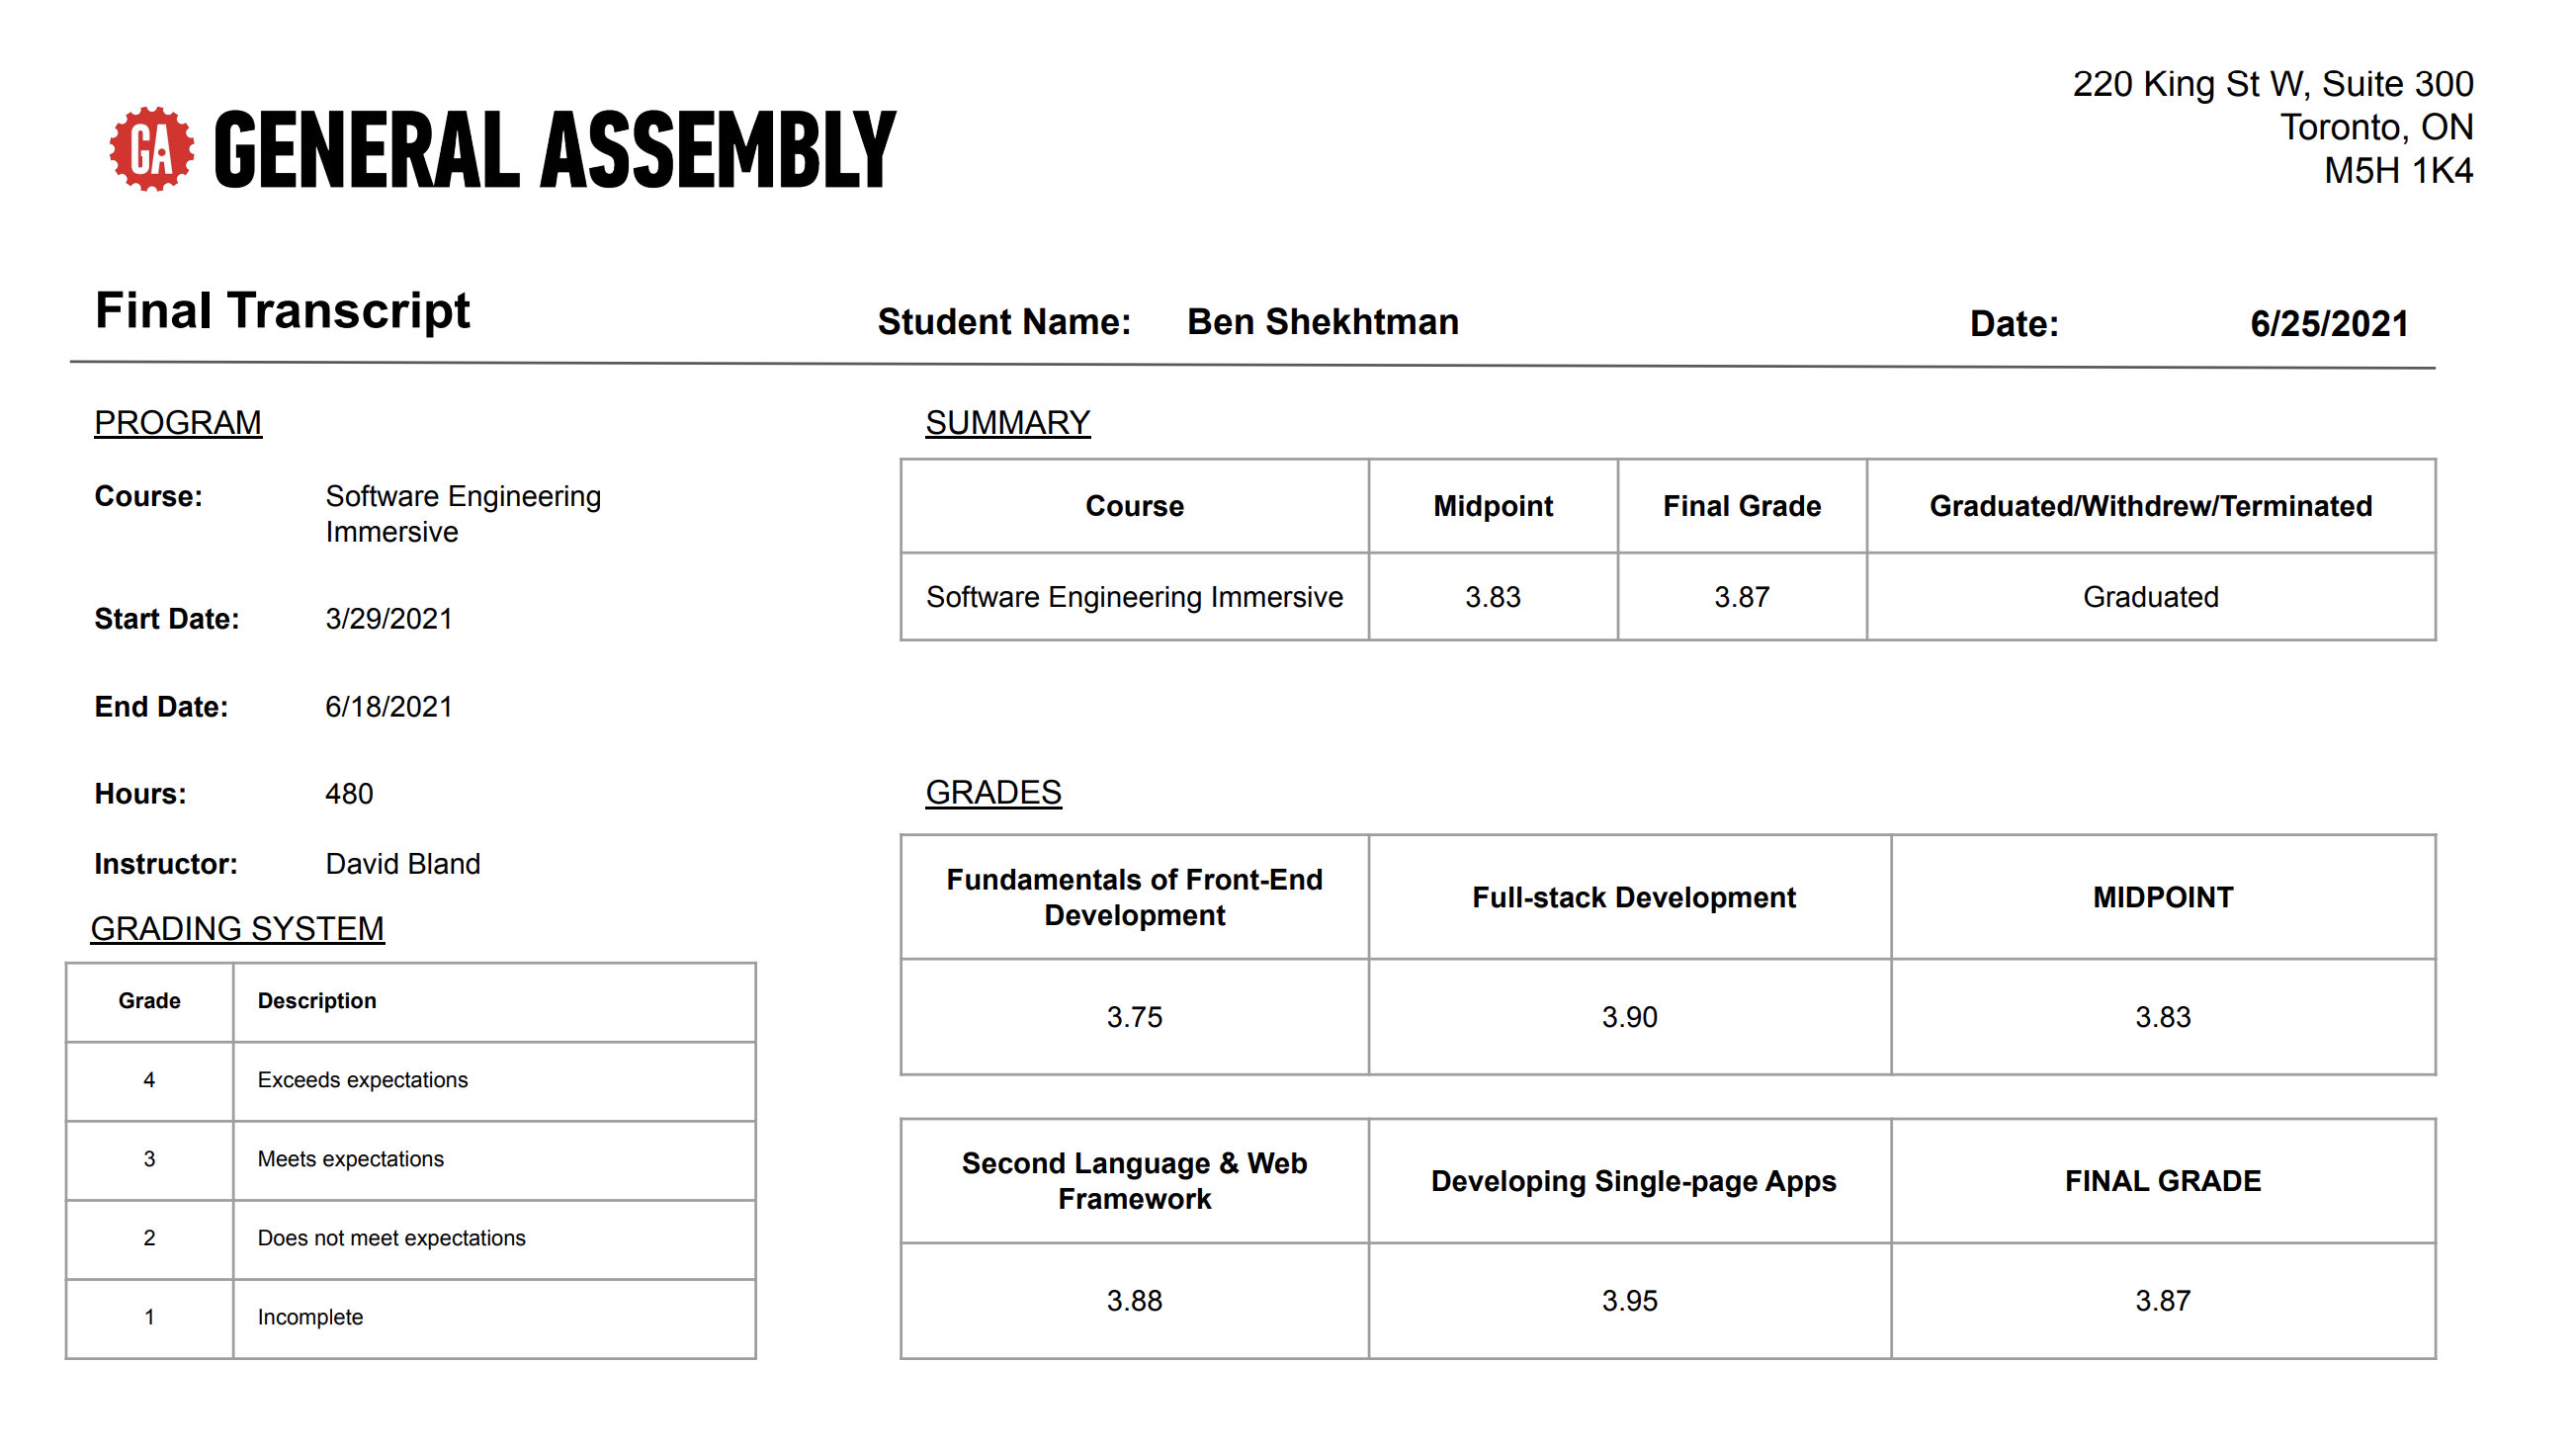 GA GENERAL ASSEMBLY
220 King St W, Suite 300
Toronto, ON
M5H 1K4
Final Transcript
Student Name: Ben Shekhtman
Date: 6/25/2021
PROGRAM
Course: Software Engineering
Immersive
Start Date: 3/29/2021
End Date: 6/18/2021
Hours: 480
Instructor: David Bland
GRADING SYSTEM
Grade Description
4 Exceeds expectations
3 Meets expectations
2 Does not meet expectations
1 Incomplete
SUMMARY
Course Midpoint Final Grade Graduated/Withdrew/Terminated
Software Engineering Immersive 3.83 3.87 Graduated
GRADES
Fundamentals of Front-End
Development
Full-stack Development
MIDPOINT
3.75 3.90 3.83
Second Language & Web
Framework
Developing Single-page Apps
FINAL GRADE
3.88 3.95 3.87